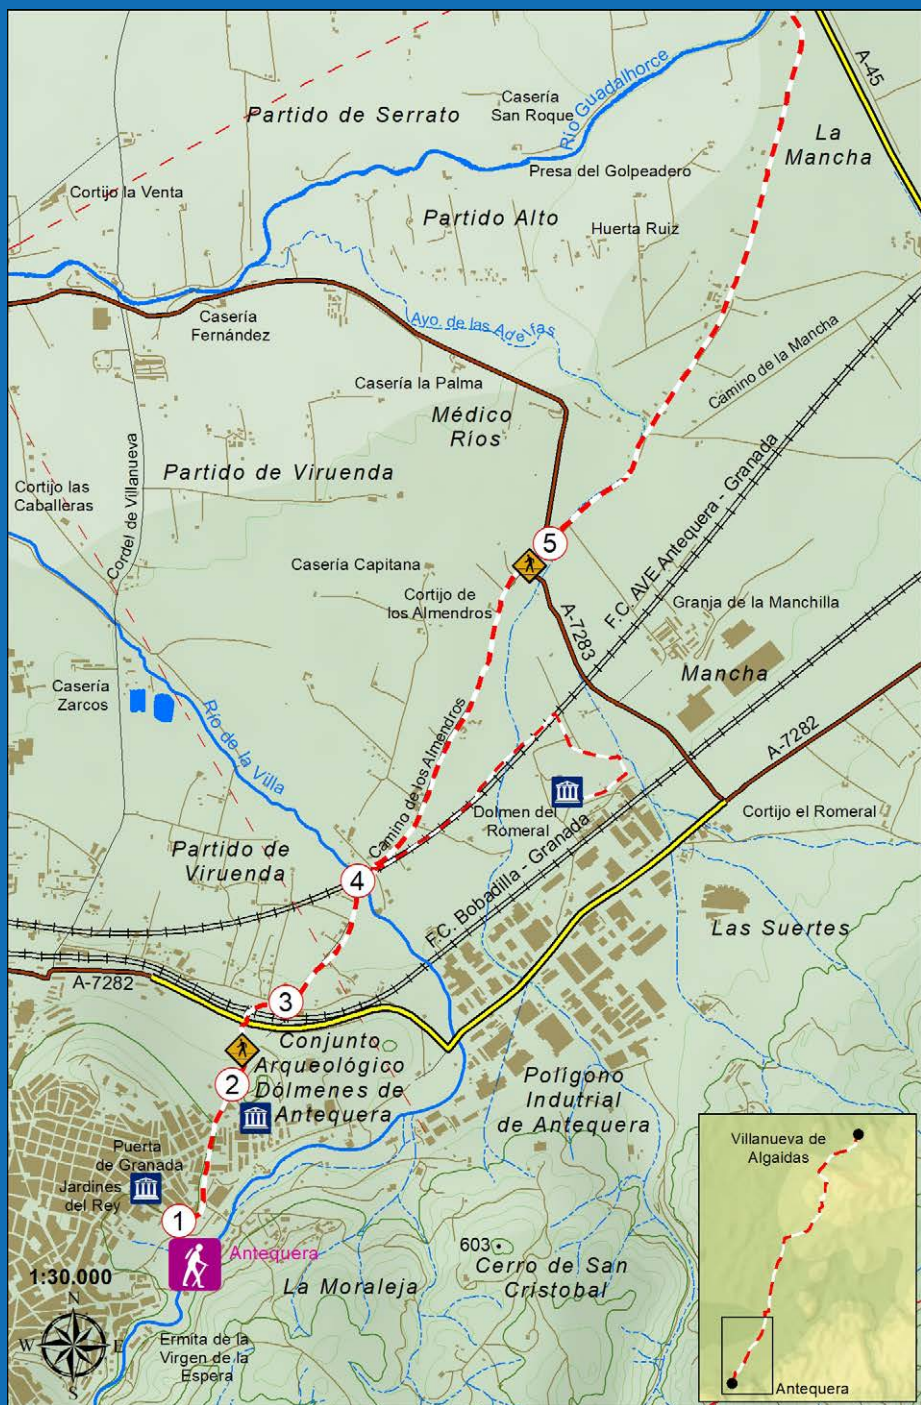 A-45
Partido de Serrato
Casería
San Roque
Río Guadalhorce
La
Mancha
Presa del Golpeadero
Cortijo la Venta
Partido Alto
Huerta Ruiz
Casería
Fernández
Ayo. de las Adelfas
Camino de la Mancha
Casería la Palma
Médico
Ríos
Partido de Viruenda
Cortijo las
Caballeras
Cordel de Villanueva
F.C. AVE Antequera - Granada
5
Casería Capitana
Cortijo de
los Almendros
Granja de la Manchilla
A-7283
Mancha
Casería
Zarcos
Río de la Villa
Camino de los Almendros
A-7282
Dolmen del
Romeral
Cortijo el Romeral
Partido de
Viruenda
4
F.C. Bobadilla - Granada
Las Suertes
A-7282
3
Conjunto
Arqueológico
Dólmenes de
Antequera
2
Polígono
Indutrial
de Antequera
Puerta
de Granada
Jardines
del Rey
1
Antequera
603
Cerro de San
Cristobal
La Moraleja
1:30.000
N
W
E
S
Ermita de la
Virgen de la
Espera
Villanueva de
Algaidas
Antequera